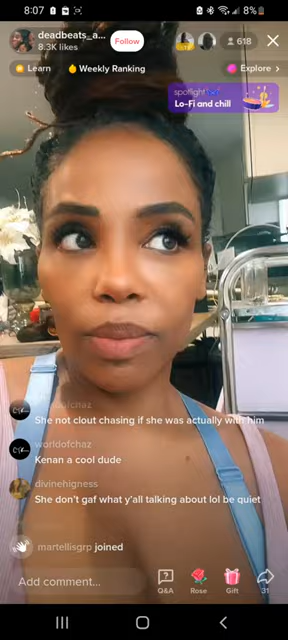 8:07
8%
deadbeats_a...
8.3K likes
Follow
618
Learn
Weekly Ranking
Explore >
spotlight
Lo-Fi and chill
worldofchaz
She not clout chasing if she was actually with him
worldofchaz
Kenan a cool dude
divinehigness
She don't gaf what y'all talking about lol be quiet
martellisgrp joined
Add comment...
Q&A
Rose
Gift
31